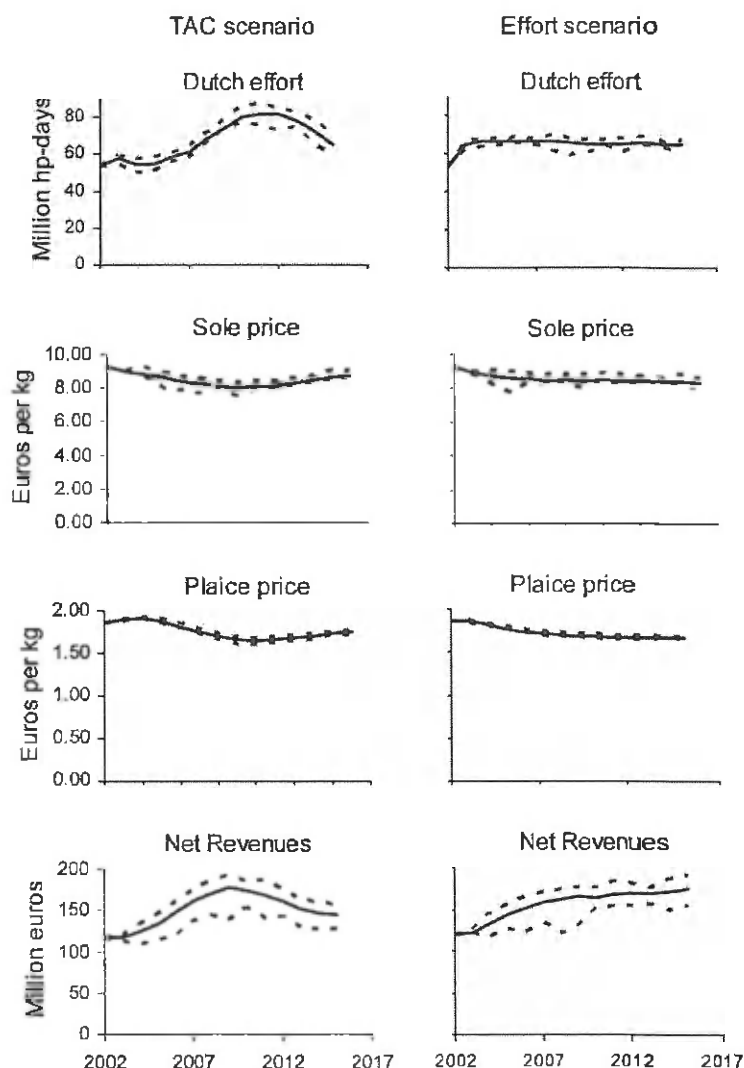 TAC scenario Effort scenario
Dutch effort Dutch effort
Million hp-days
80
60
40
20
0
Sole price Sole price
Euros per kg
10.00
8.00
6.00
4.00
2.00
0.00
Plaice price Plaice price
Euros per kg
2.00
1.50
1.00
0.50
0.00
Net Revenues Net Revenues
Million euros
200
150
100
50
0
2002 2007 2012 2017 2002 2007 2012 2017